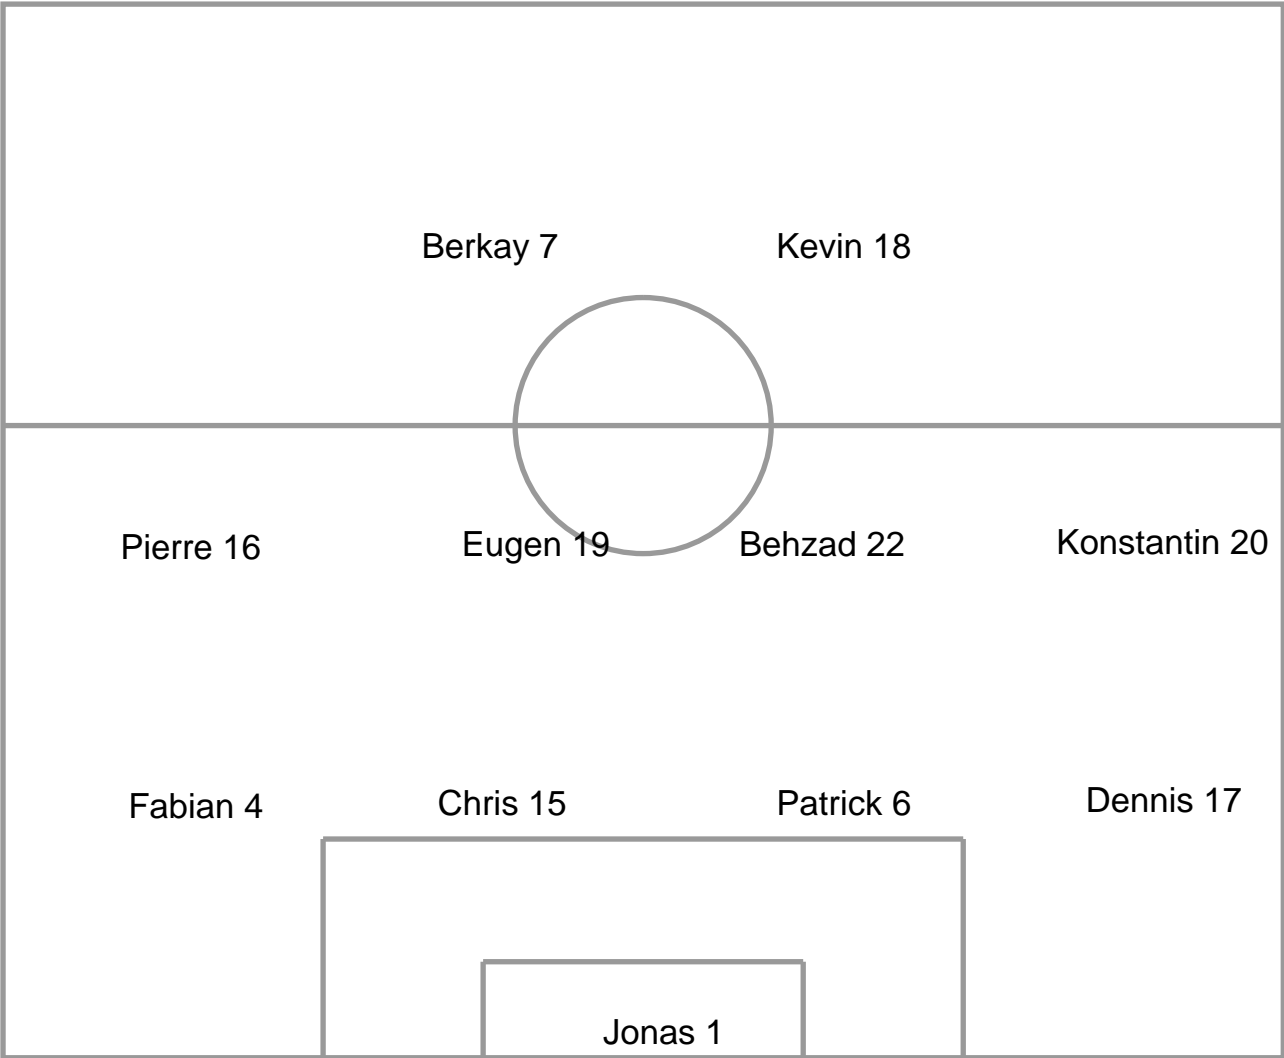 Berkay 7
Kevin 18
Pierre 16
Eugen 19
Behzad 22
Konstantin 20
Fabian 4
Chris 15
Patrick 6
Dennis 17
Jonas 1